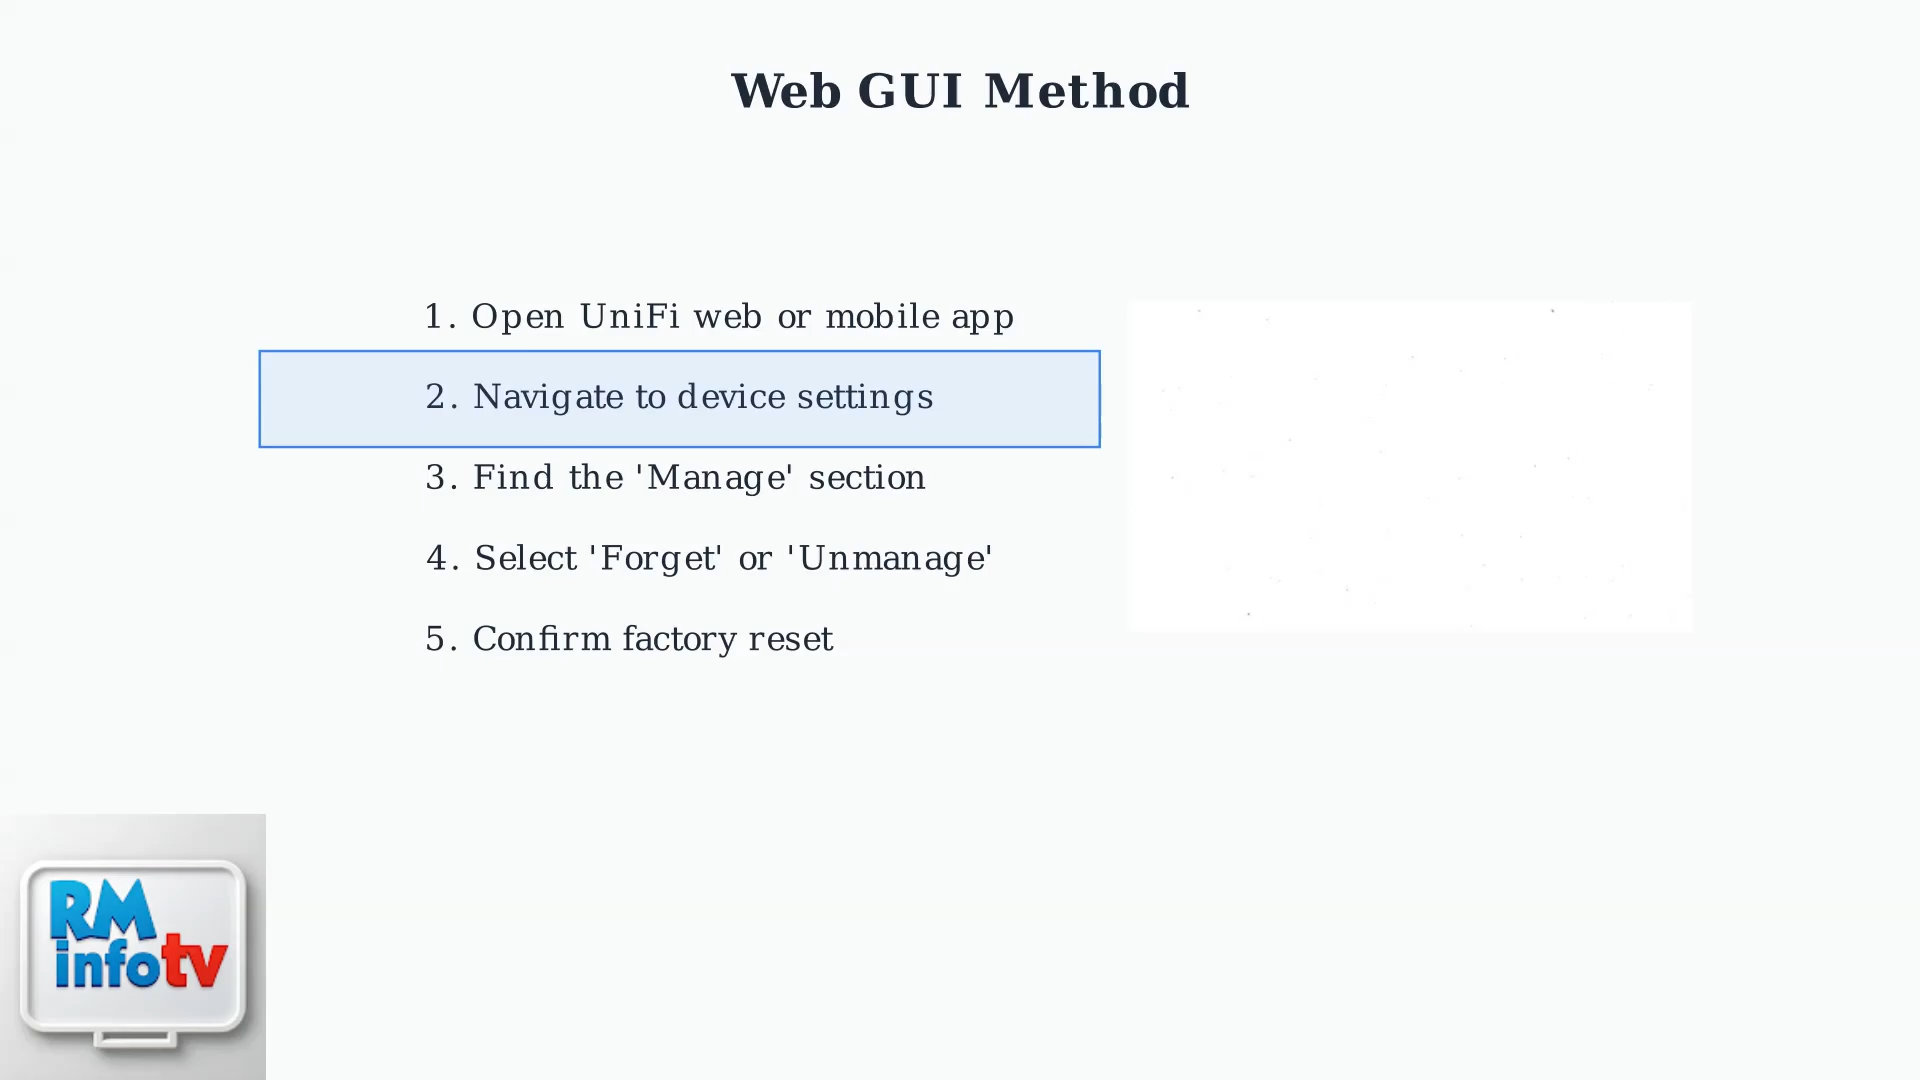 Web GUI Method
1. Open UniFi web or mobile app
2. Navigate to device settings
3. Find the 'Manage' section
4. Select 'Forget' or 'Unmanage'
5. Confirm factory reset
RM
infotv